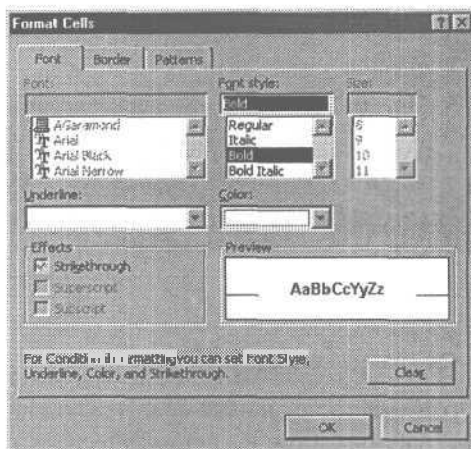 Format Cells
Font Border Patterns
Font: Font style: Size:
Bold
AGaramond Regular 8
Arial Italic 9
Arial Black Bold 10
Arial Narrow Bold Italic 11
Underline: Color:
Effects Preview
Strikethrough
Superscript
Subscript
AaBbCcYyZz
For Conditional Formatting you can set Font Style,
Underline, Color, and Strikethrough.
Clear
OK Cancel